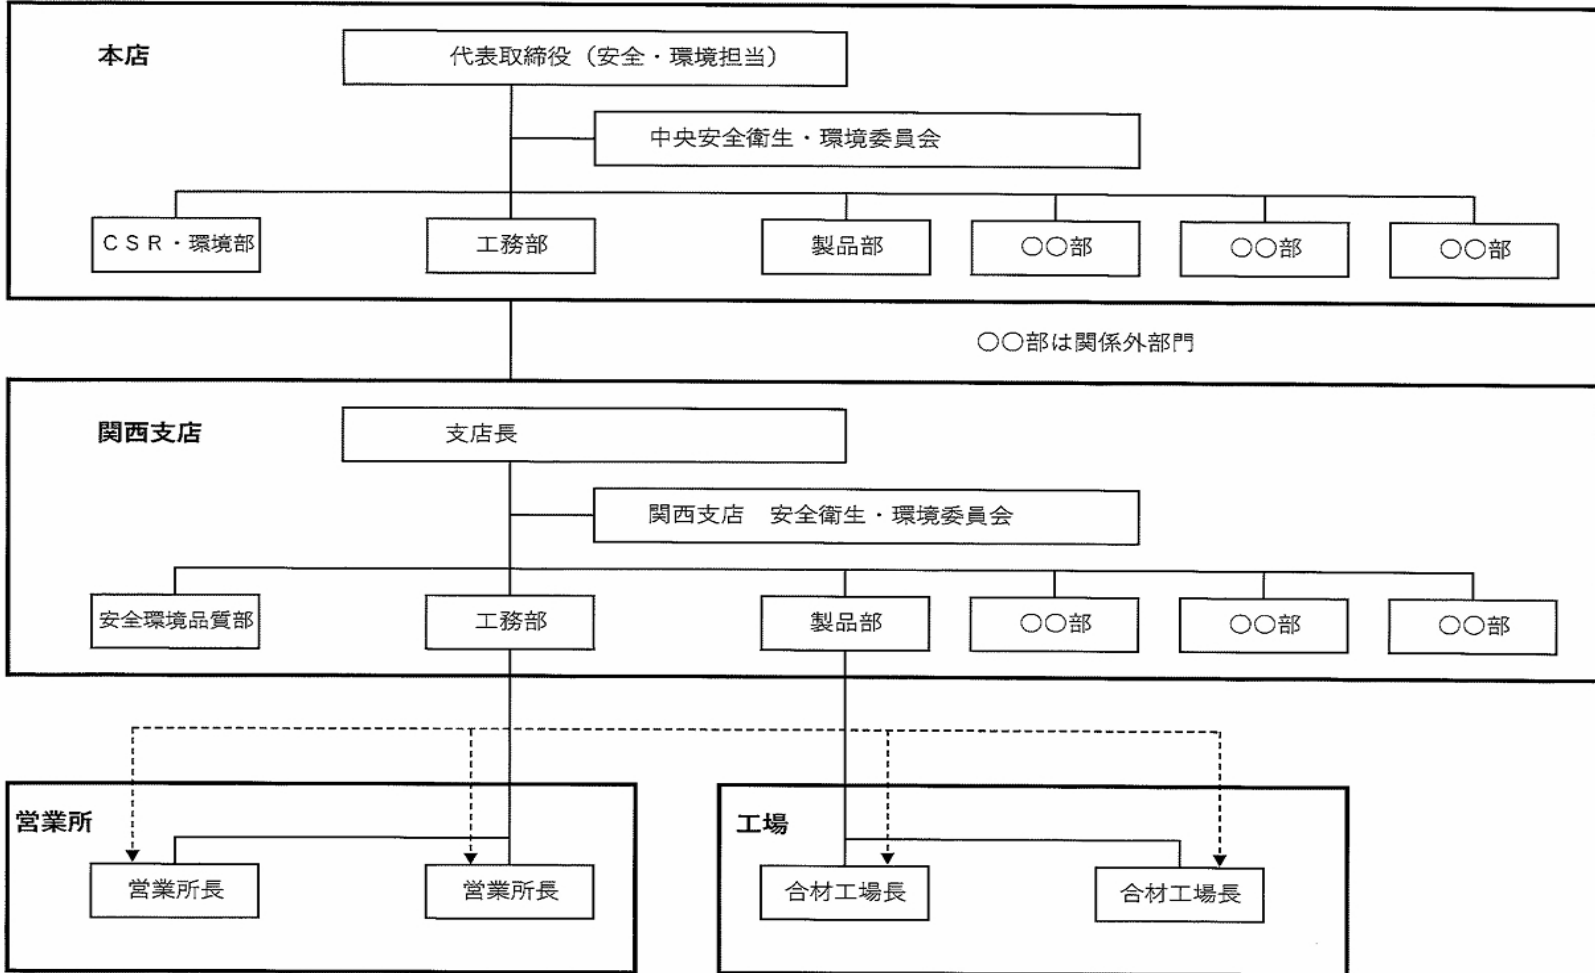 本店
代表取締役（安全・環境担当）
中央安全衛生・環境委員会
ＣＳＲ・環境部
工務部
製品部
〇〇部
〇〇部
〇〇部
〇〇部は関係外部門
関西支店
支店長
関西支店　安全衛生・環境委員会
安全環境品質部
工務部
製品部
〇〇部
〇〇部
〇〇部
営業所
営業所長
営業所長
工場
合材工場長
合材工場長